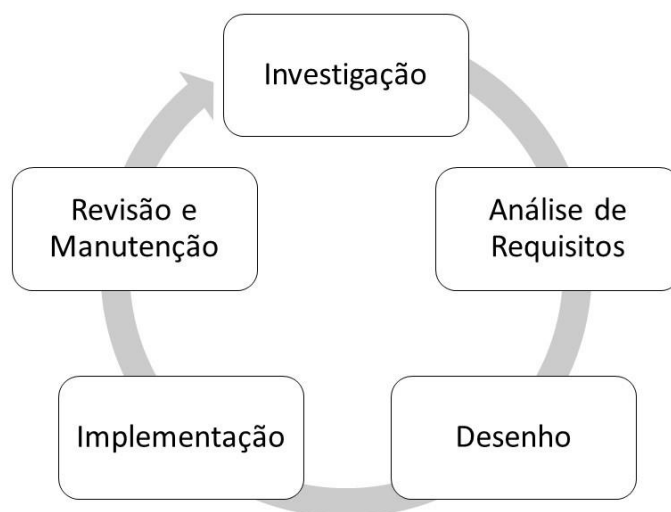 Investigação
Análise de
Requisitos
Desenho
Implementação
Revisão e
Manutenção